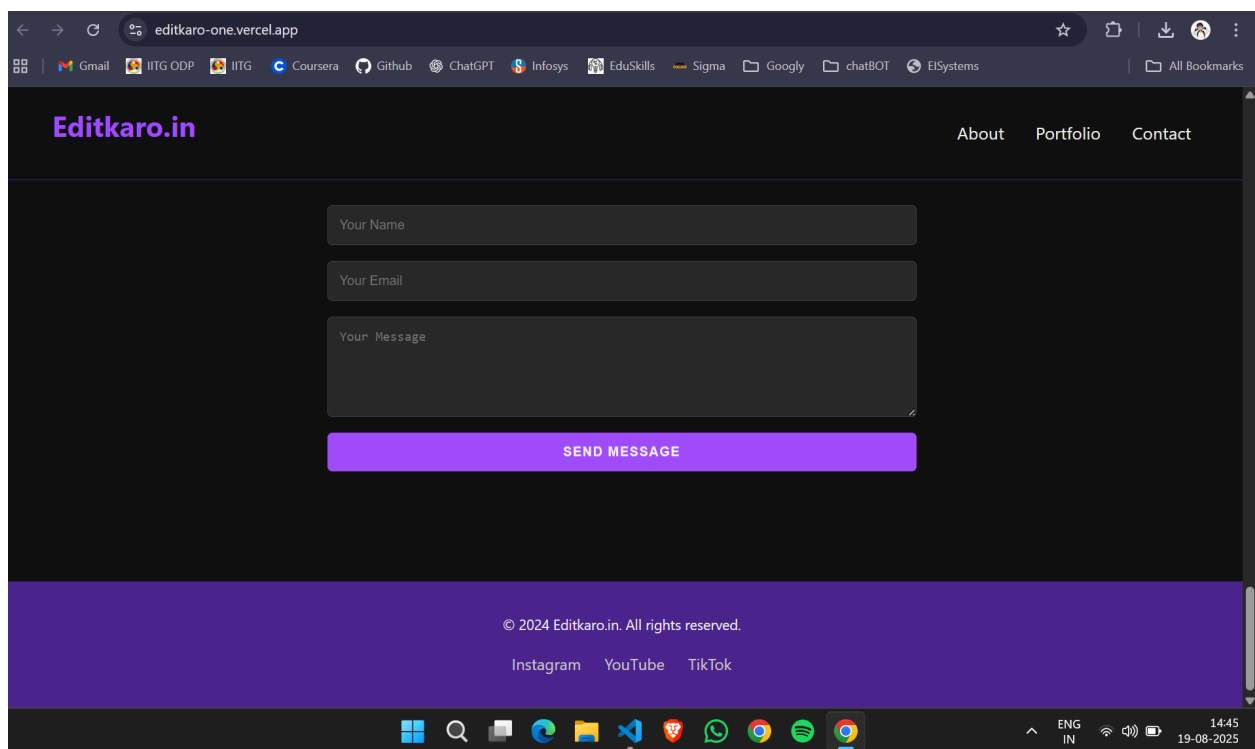 editkaro-one.vercel.app
Gmail IITG ODP IITG Coursera Github ChatGPT Infosys EduSkills Sigma Googly chatBOT EISystems All Bookmarks
Editkaro.in
About Portfolio Contact
Your Name
Your Email
Your Message
SEND MESSAGE
© 2024 Editkaro.in. All rights reserved.
Instagram YouTube TikTok
ENG 14:45
IN 19-08-2025